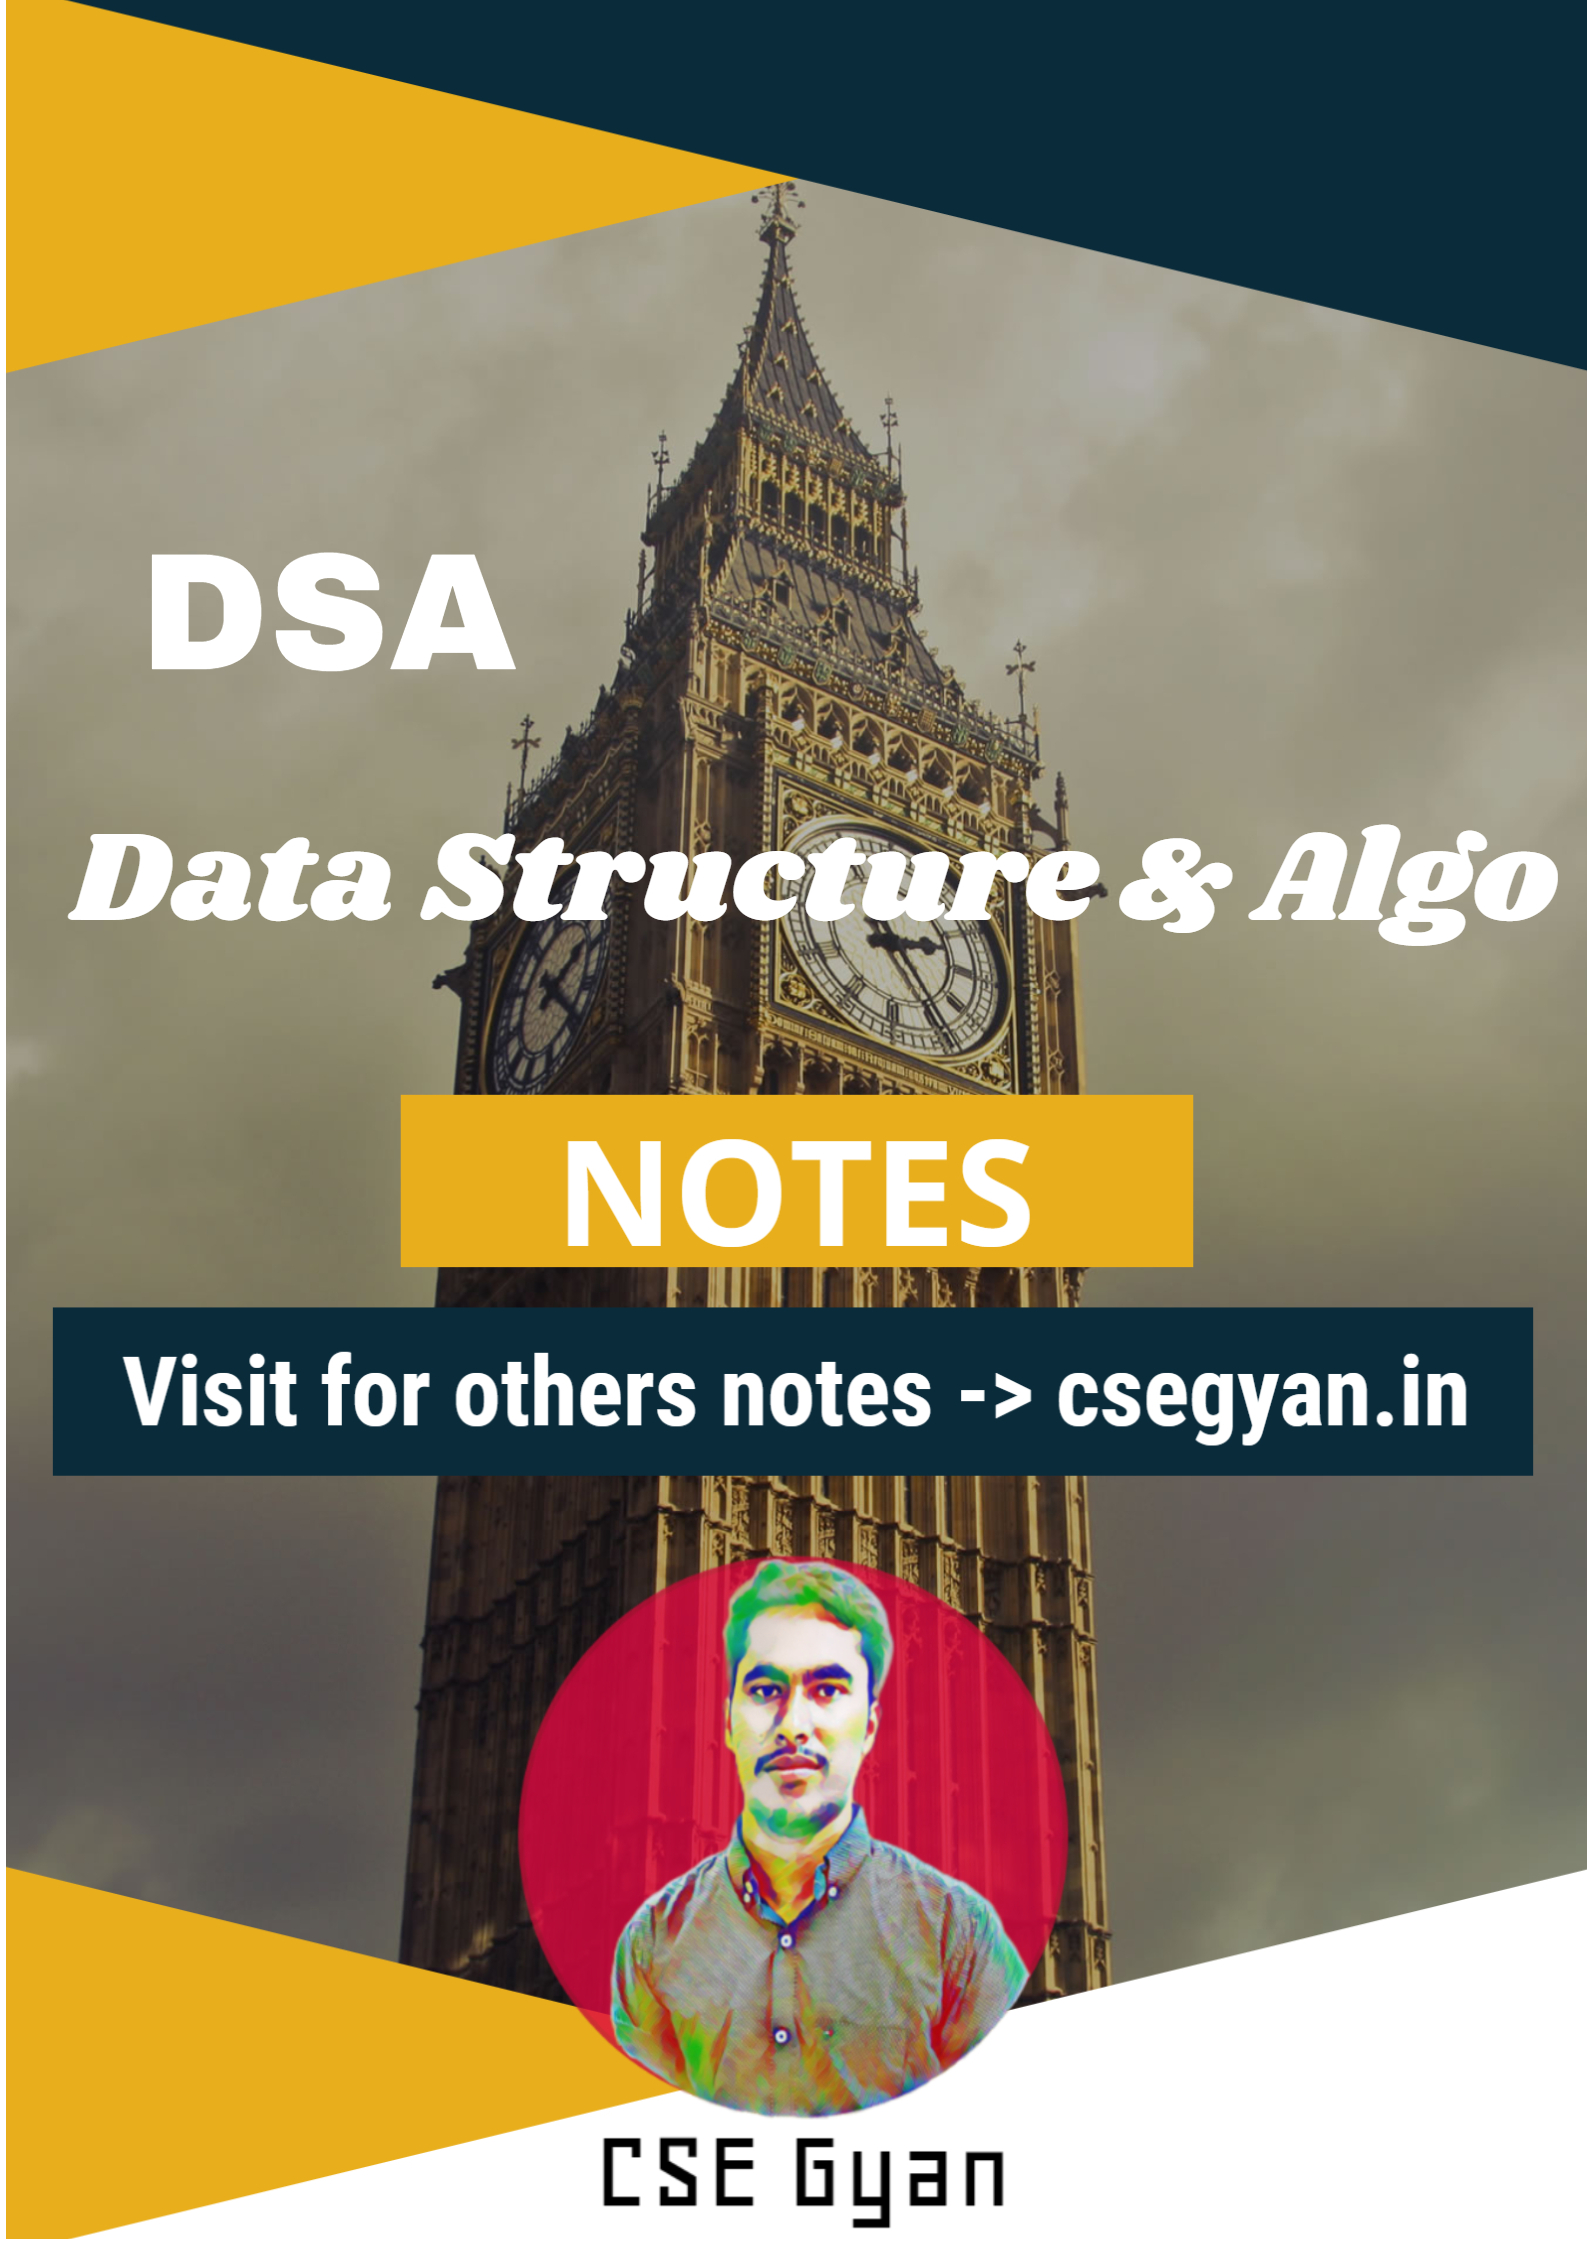 DSA
Data Structure & Algo
NOTES
Visit for others notes -> csegyan.in
CSE Gyan